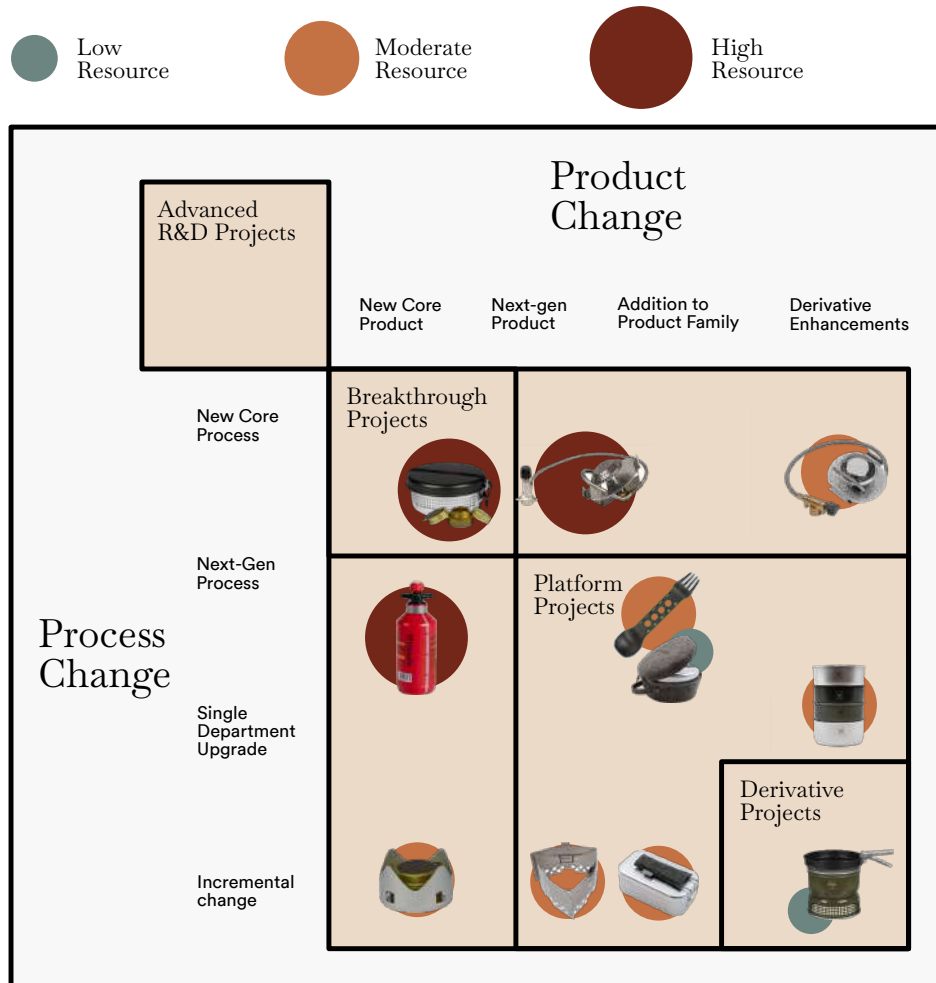 Low
Resource
Moderate
Resource
High
Resource
Product
Change
Advanced
R&D Projects
New Core
Product
Next-gen
Product
Addition to
Product Family
Derivative
Enhancements
New Core
Process
Breakthrough
Projects
Next-Gen
Process
Platform
Projects
Process
Change
Single
Department
Upgrade
Derivative
Projects
Incremental
change